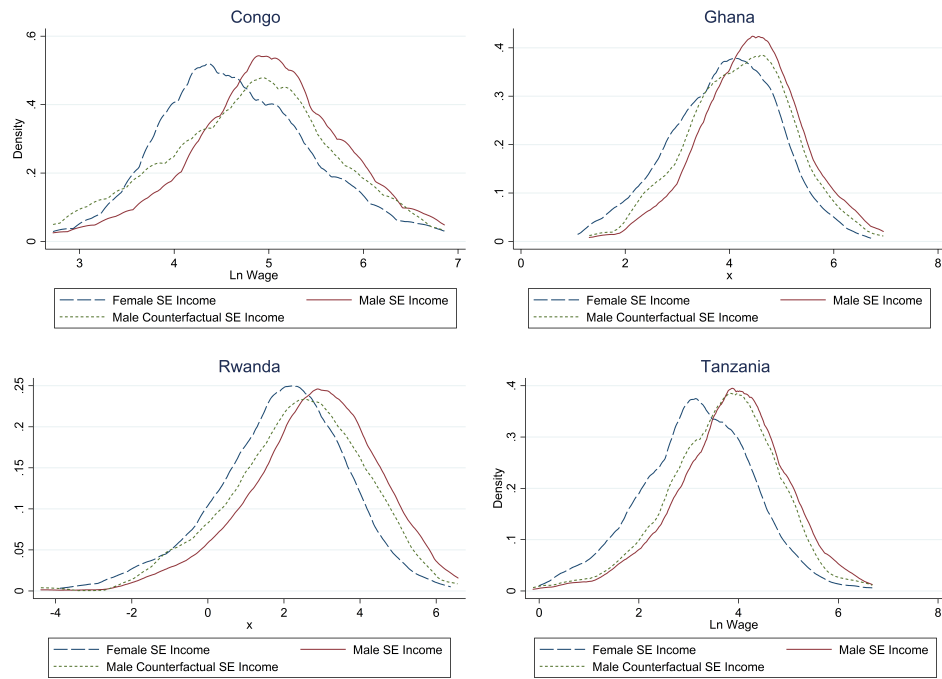 Congo
Density
0 .2 .4 .6
3 4 5 6 7
Ln Wage
Female SE Income Male SE Income
Male Counterfactual SE Income
Ghana
0 .1 .2 .3 .4
0 2 4 6 8
x
Female SE Income Male SE Income
Male Counterfactual SE Income
Rwanda
0 .05 .1 .15 .2 .25
-4 -2 0 2 4 6
x
Female SE Income Male SE Income
Male Counterfactual SE Income
Tanzania
Density
0 .1 .2 .3 .4
0 2 4 6 8
Ln Wage
Female SE Income Male SE Income
Male Counterfactual SE Income